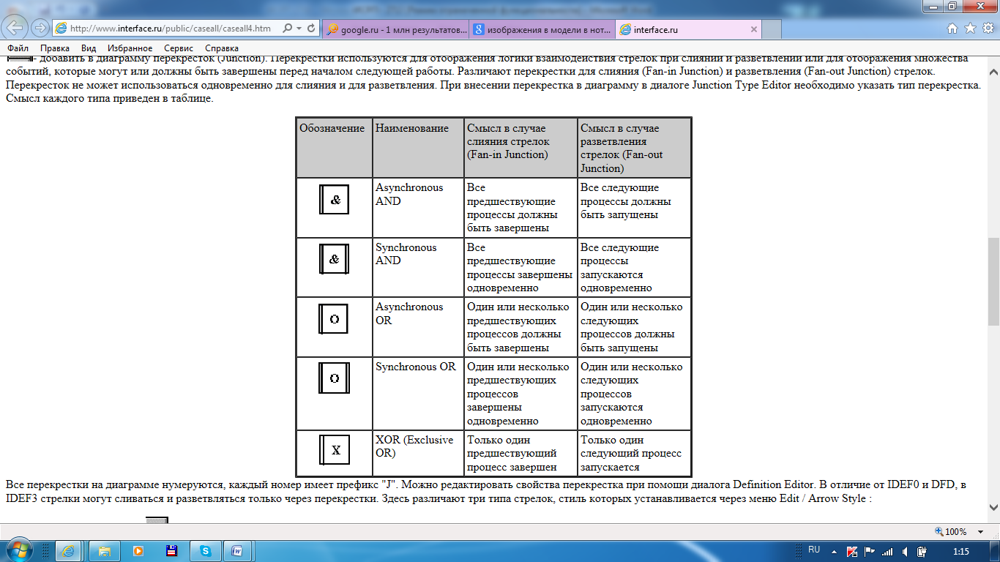 http://www.interface.ru/public/caseall/caseall4.htm
google.ru - 1 млн результатов...
изображения в модели в нот...
interface.ru
Файл Правка Вид Избранное Сервис Справка
- добавить в диаграмму перекресток (Junction). Перекрестки используются для отображения логики взаимодействия стрелок при слиянии и разветвлении или для отображения множества
событий, которые могут или должны быть завершены перед началом следующей работы. Различают перекрестки для слияния (Fan-in Junction) и разветвления (Fan-out Junction) стрелок.
Перекресток не может использоваться одновременно для слияния и для разветвления. При внесении перекрестка в диаграмму в диалоге Junction Type Editor необходимо указать тип перекрестка.
Смысл каждого типа приведен в таблице.
Обозначение
Наименование
Смысл в случае
слияния стрелок
(Fan-in Junction)
Смысл в случае
разветвления
стрелок (Fan-out
Junction)
&
Asynchronous
AND
Все
предшествующие
процессы должны
быть завершены
Все следующие
процессы должны
быть запущены
&
Synchronous
AND
Все
предшествующие
процессы завершены
одновременно
Все следующие
процессы
запускаются
одновременно
O
Asynchronous
OR
Один или несколько
предшествующих
процессов должны
быть завершены
Один или несколько
следующих
процессов должны
быть запущены
O
Synchronous OR
Один или несколько
предшествующих
процессов
завершены
одновременно
Один или несколько
следующих
процессов
запускаются
одновременно
X
XOR (Exclusive
OR)
Только один
предшествующий
процесс завершен
Только один
следующий процесс
запускается
Все перекрестки на диаграмме нумеруются, каждый номер имеет префикс "J". Можно редактировать свойства перекрестка при помощи диалога Definition Editor. В отличие от IDEF0 и DFD, в
IDEF3 стрелки могут сливаться и разветвляться только через перекрестки. Здесь различают три типа стрелок, стиль которых устанавливается через меню Edit / Arrow Style :
100%
RU
1:15